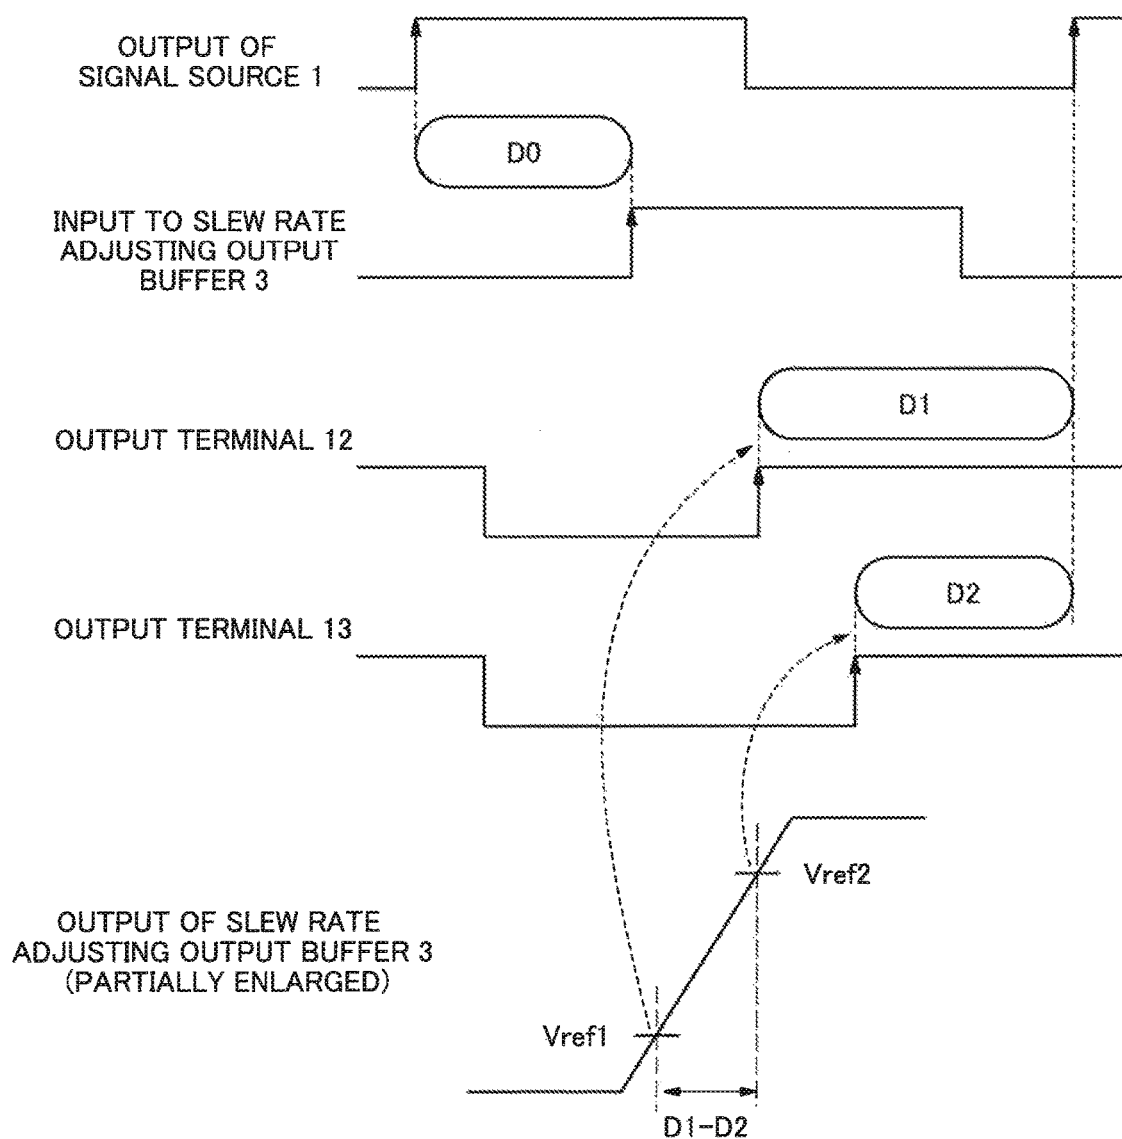 OUTPUT OF
SIGNAL SOURCE 1
D0
INPUT TO SLEW RATE
ADJUSTING OUTPUT
BUFFER 3
D1
OUTPUT TERMINAL 12
D2
OUTPUT TERMINAL 13
Vref2
OUTPUT OF SLEW RATE
ADJUSTING OUTPUT BUFFER 3
(PARTIALLY ENLARGED)
Vref1
D1-D2